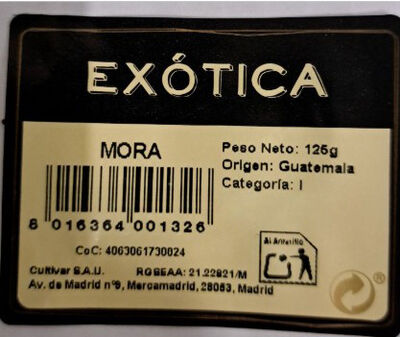 EXÓTICA
MORA
Peso Neto: 125g
Origen: Guatemala
Categoría: I
8 016364 001326
CoC: 4063061730024
Al Amarillo
Cultivar S.A.U. RGSEAA: 21.22821/M
Av. de Madrid nº9, Mercamadrid, 28053, Madrid
®